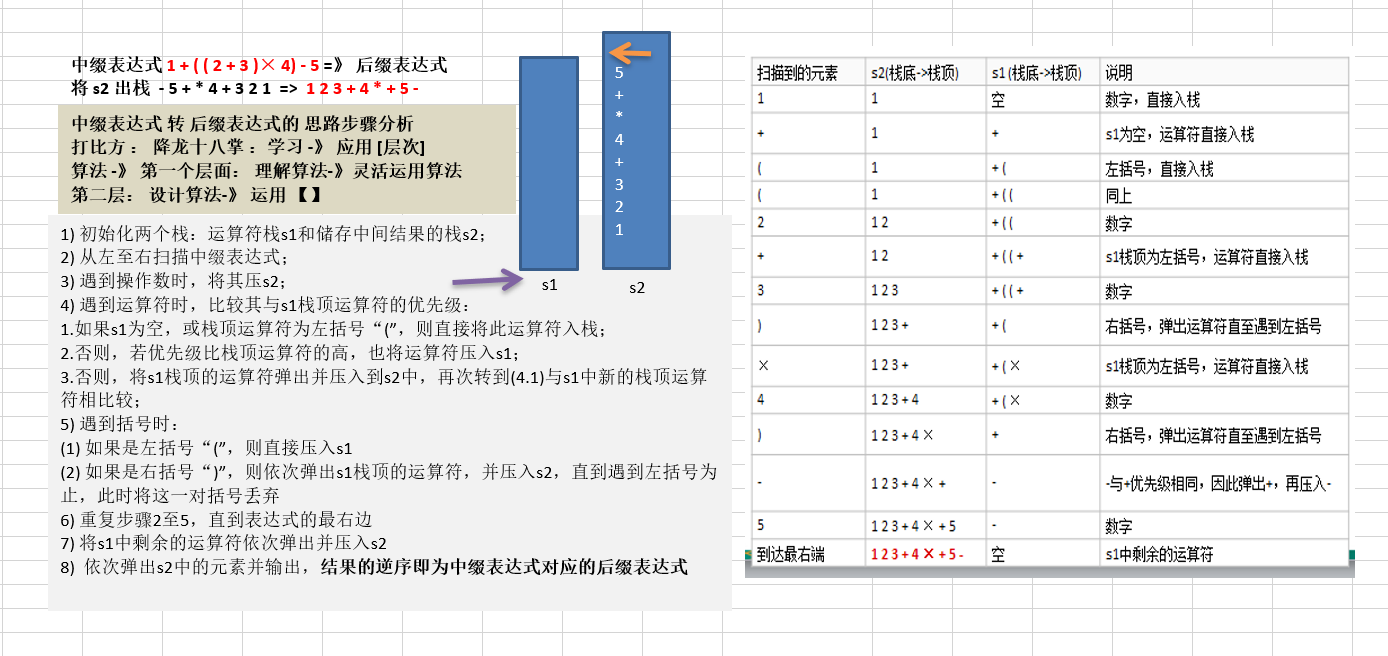 中缀表达式 1 + ( ( 2 + 3 )× 4) - 5 =》 后缀表达式
将 s2 出栈 - 5 + * 4 + 3 2 1 => 1 2 3 + 4 * + 5 -
中缀表达式 转 后缀表达式的 思路步骤分析
打比方： 降龙十八掌： 学习 -》 应用 [层次]
算法 -》 第一个层面： 理解算法-》灵活运用算法
第二层： 设计算法-》 运用 【 】
1) 初始化两个栈：运算符栈s1和储存中间结果的栈s2；
2) 从左至右扫描中缀表达式；
3) 遇到操作数时，将其压s2；
4) 遇到运算符时，比较其与s1栈顶运算符的优先级：
1.如果s1为空，或栈顶运算符为左括号“(”，则直接将此运算符入栈；
2.否则，若优先级比栈顶运算符的高，也将运算符压入s1；
3.否则，将s1栈顶的运算符弹出并压入到s2中，再次转到(4.1)与s1中新的栈顶运算
符相比较；
5) 遇到括号时：
(1) 如果是左括号“(”，则直接压入s1
(2) 如果是右括号“)”，则依次弹出s1栈顶的运算符，并压入s2，直到遇到左括号为
止，此时将这一对括号丢弃
6) 重复步骤2至5，直到表达式的最右边
7) 将s1中剩余的运算符依次弹出并压入s2
8) 依次弹出s2中的元素并输出，结果的逆序即为中缀表达式对应的后缀表达式
s1
5
+
*
4
+
3
2
1
s2
扫描到的元素 s2(栈底->栈顶) s1 (栈底->栈顶) 说明
1 1 空 数字，直接入栈
+ 1 + s1为空，运算符直接入栈
( 1 + ( 左括号，直接入栈
( 1 + ( ( 同上
2 1 2 + ( ( 数字
+ 1 2 + ( ( + s1栈顶为左括号，运算符直接入栈
3 1 2 3 + ( ( + 数字
) 1 2 3 + + ( 右括号，弹出运算符直至遇到左括号
× 1 2 3 + + ( × s1栈顶为左括号，运算符直接入栈
4 1 2 3 + 4 + ( × 数字
) 1 2 3 + 4 × + 右括号，弹出运算符直至遇到左括号
- 1 2 3 + 4 × + - -与+优先级相同，因此弹出+，再压入-
5 1 2 3 + 4 × + 5 - 数字
到达最右端 1 2 3 + 4 × + 5 - 空 s1中剩余的运算符